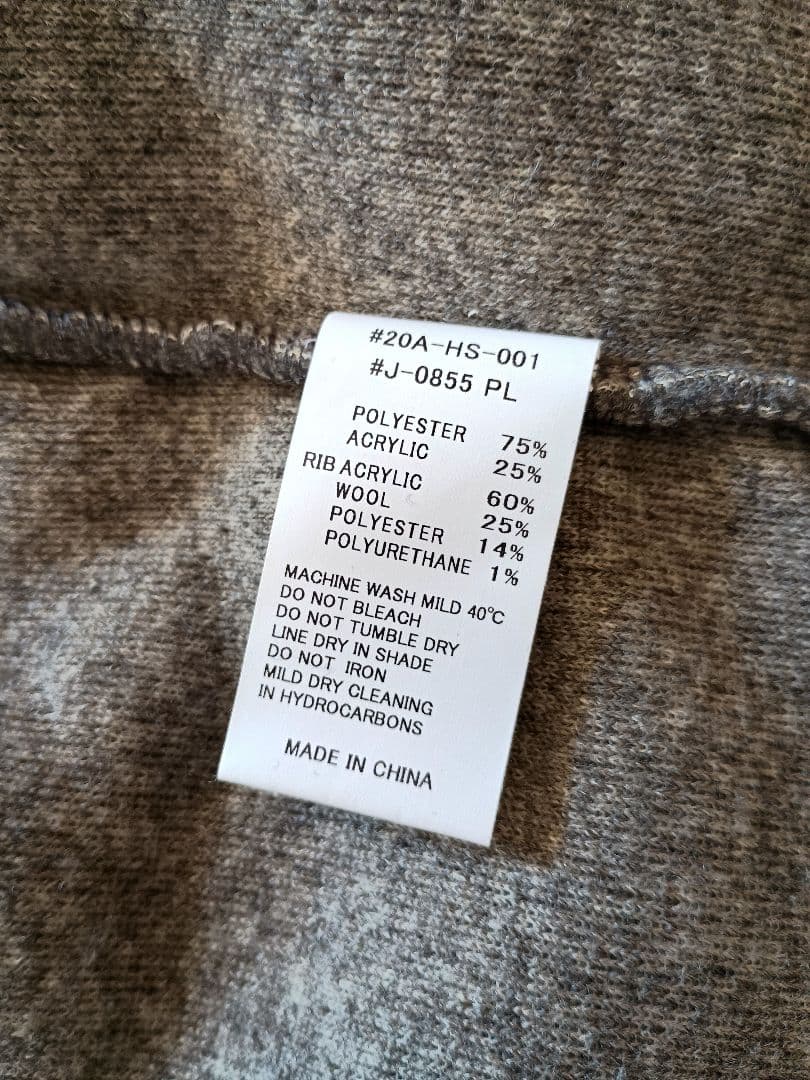 #20A-HS-001
#J-0855 PL
POLYESTER 75%
ACRYLIC 25%
RIB ACRYLIC 60%
WOOL 25%
POLYESTER 14%
POLYURETHANE 1%
MACHINE WASH MILD 40℃
DO NOT BLEACH
DO NOT TUMBLE DRY
LINE DRY IN SHADE
DO NOT IRON
MILD DRY CLEANING
IN HYDROCARBONS
MADE IN CHINA